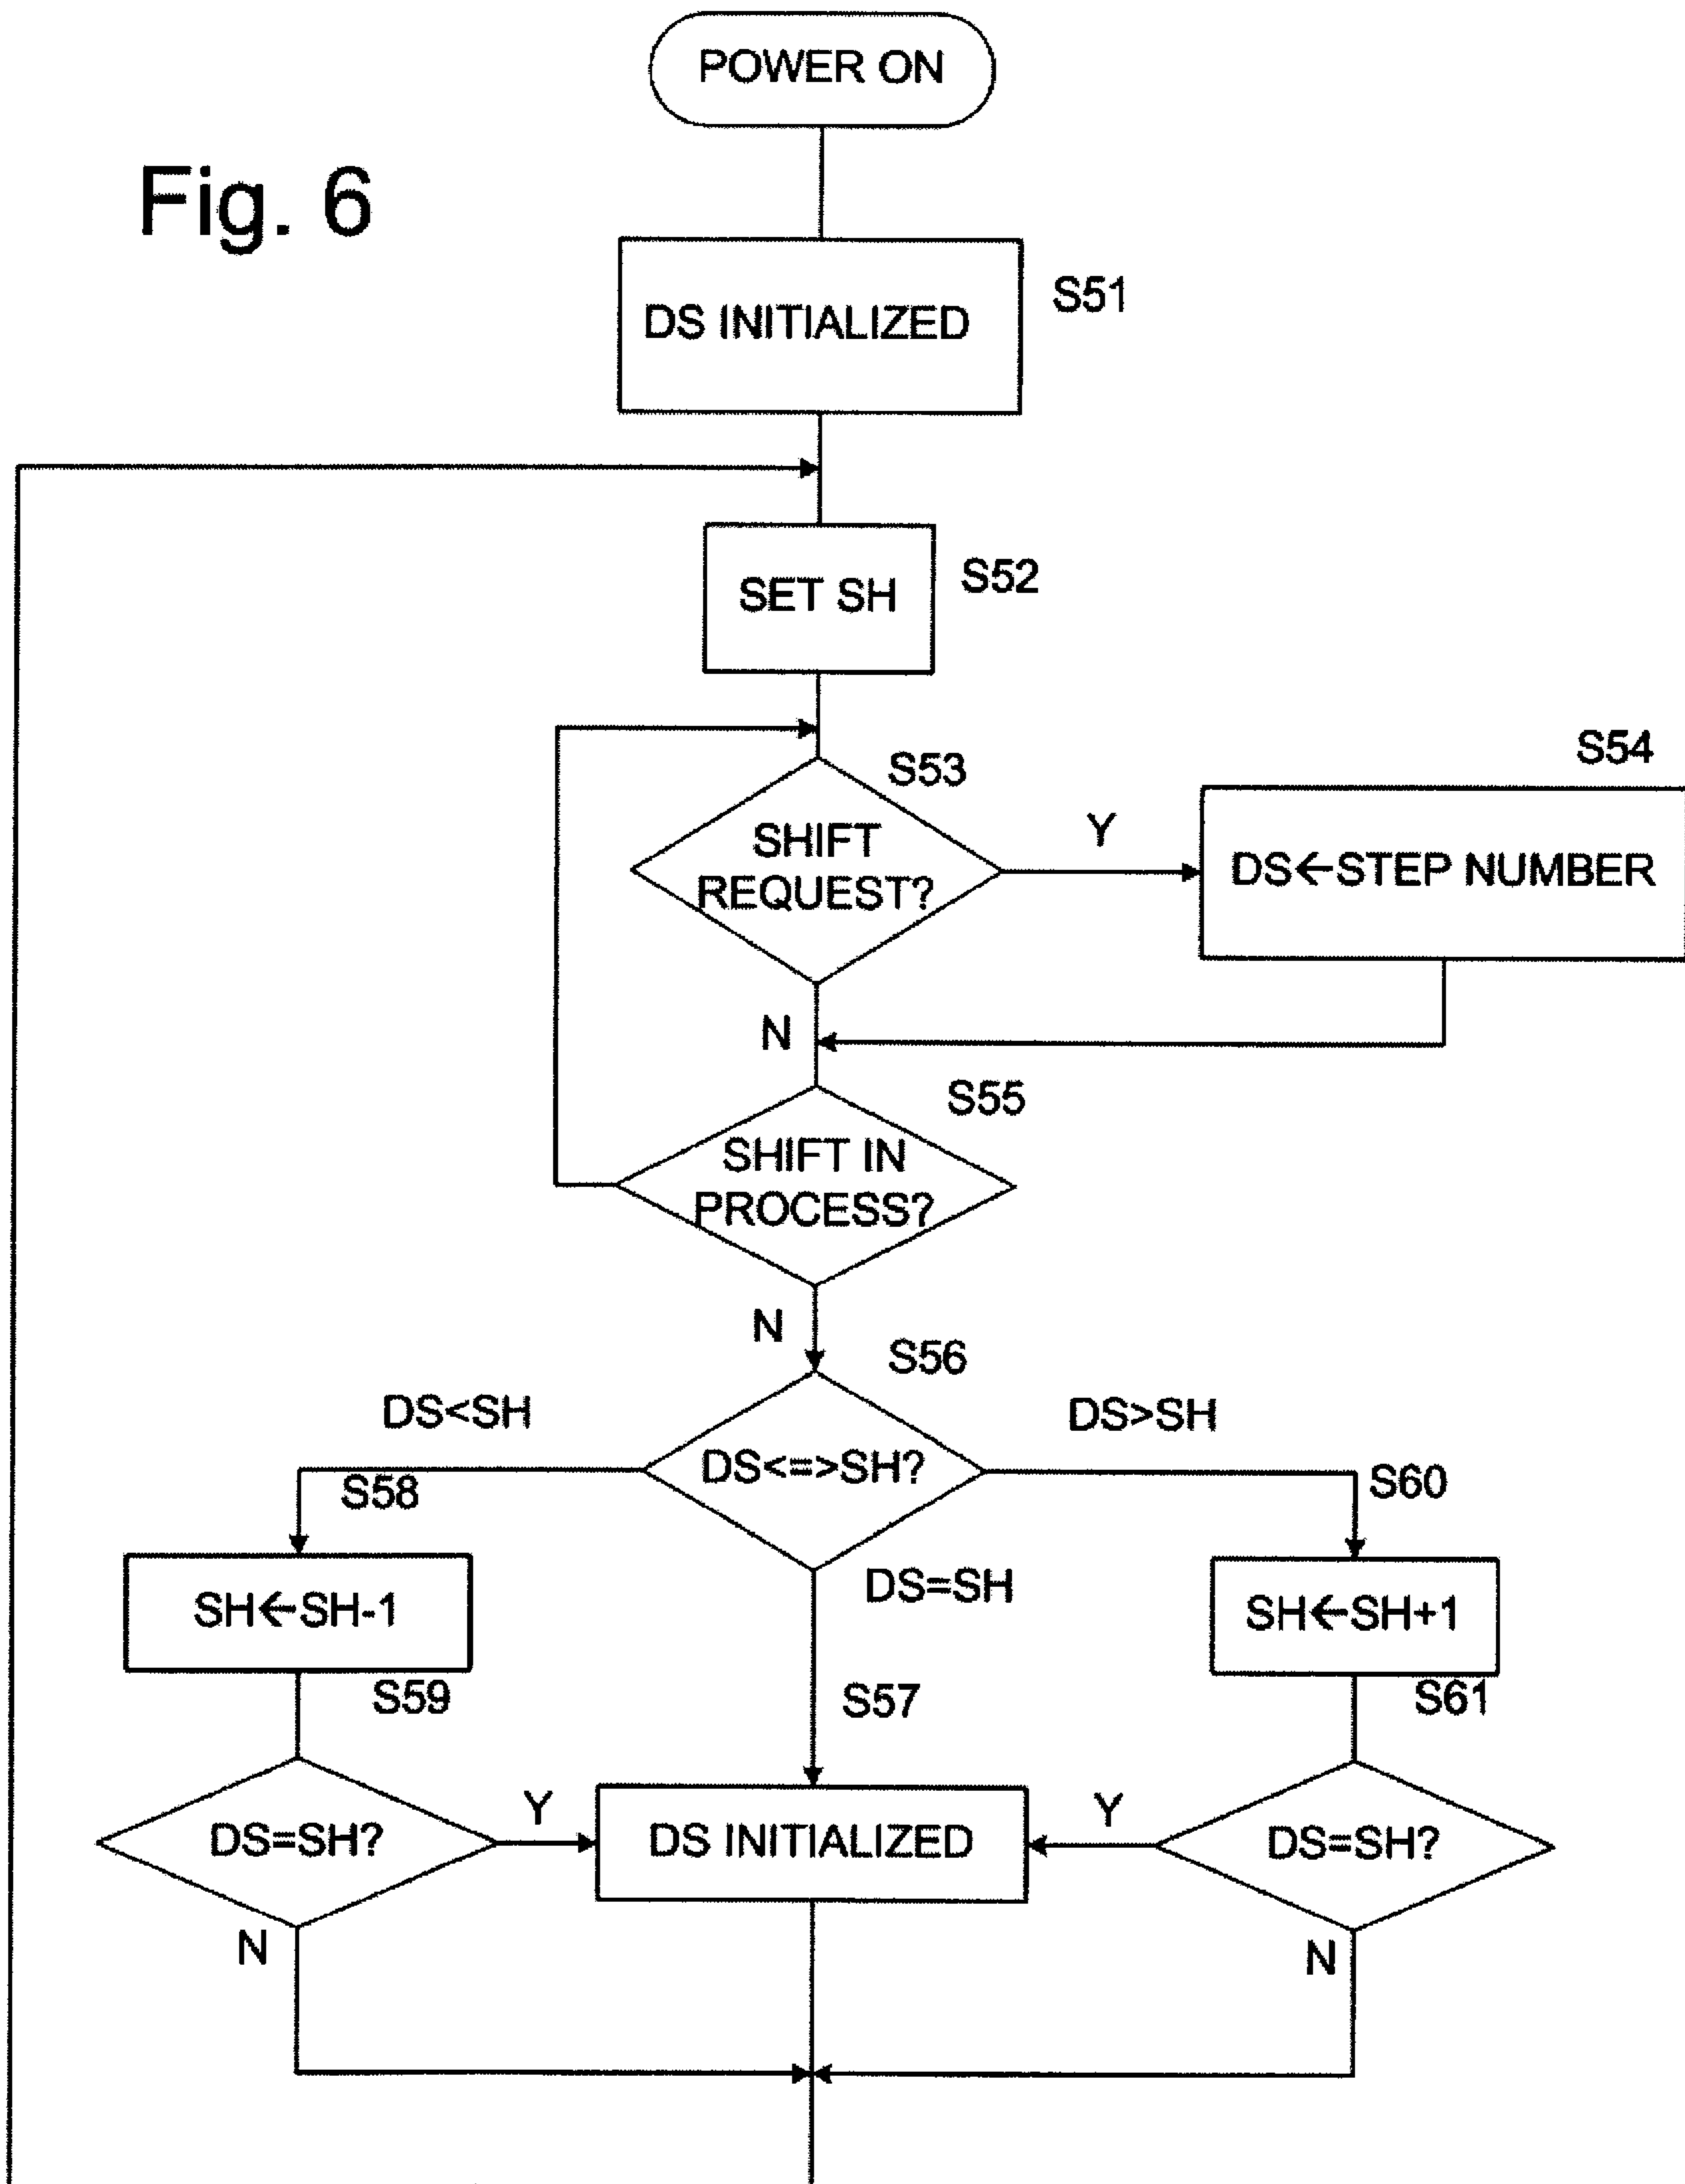 POWER ON
Fig. 6
DS INITIALIZED
S51
SET SH
S52
S53
SHIFT
REQUEST?
Y
S54
DS←STEP NUMBER
N
S55
SHIFT IN
PROCESS?
N
S56
DS<SH
DS<=>SH?
DS>SH
S58
S60
SH←SH-1
DS=SH
SH←SH+1
S59
S57
S61
DS=SH?
Y
DS INITIALIZED
Y
DS=SH?
N
N